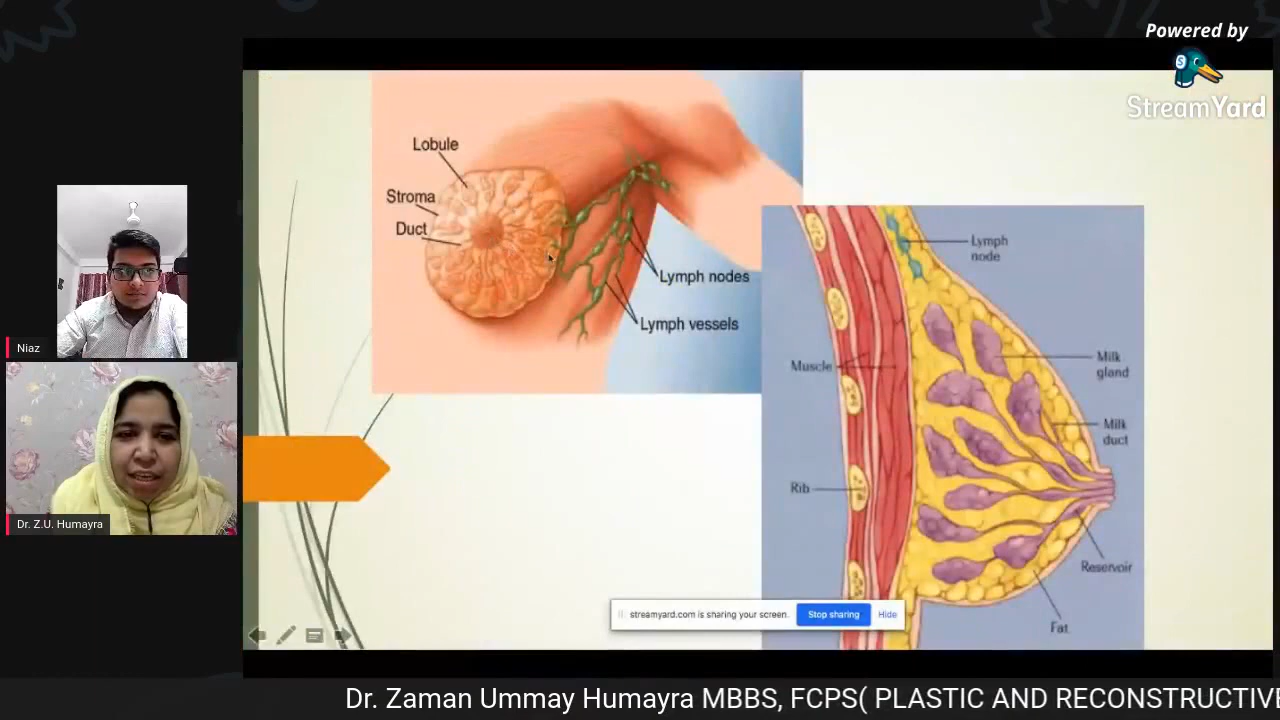 Powered by
StreamYard
Lobule
Stroma
Duct
Lymph nodes
Lymph vessels
Lymph
node
Muscle
Milk
gland
Milk
duct
Rib
Reservoir
Fat
Niaz
Dr. Z.U. Humayra
streamyard.com is sharing your screen.
Stop sharing
Hide
Dr. Zaman Ummay Humayra MBBS, FCPS( PLASTIC AND RECONSTRUCTIVE